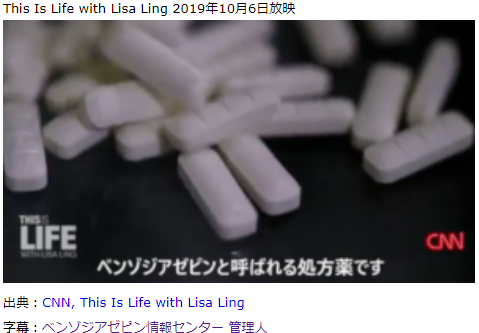 This Is Life with Lisa Ling 2019年10月6日放映
THIS IS
LIFE
WITH LISA LING
CNN
ベンゾジアゼピンと呼ばれる処方薬です
出典：CNN, This Is Life with Lisa Ling
字幕：ベンゾジアゼピン情報センター 管理人